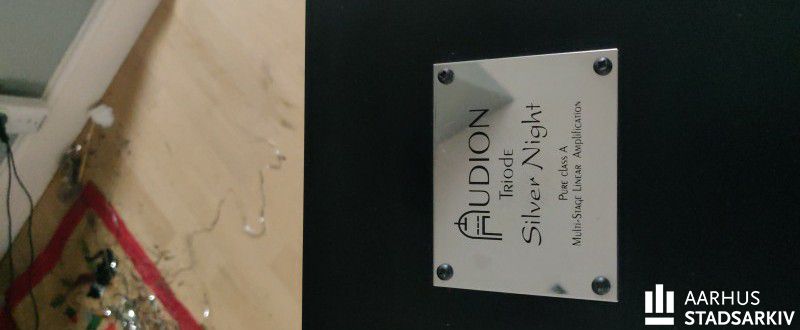 AUDION
TRIODE
Silver Night
PURE CLASS A
MULTI-STAGE LINEAR AMPLIFICATION
AARHUS
STADSARKIV